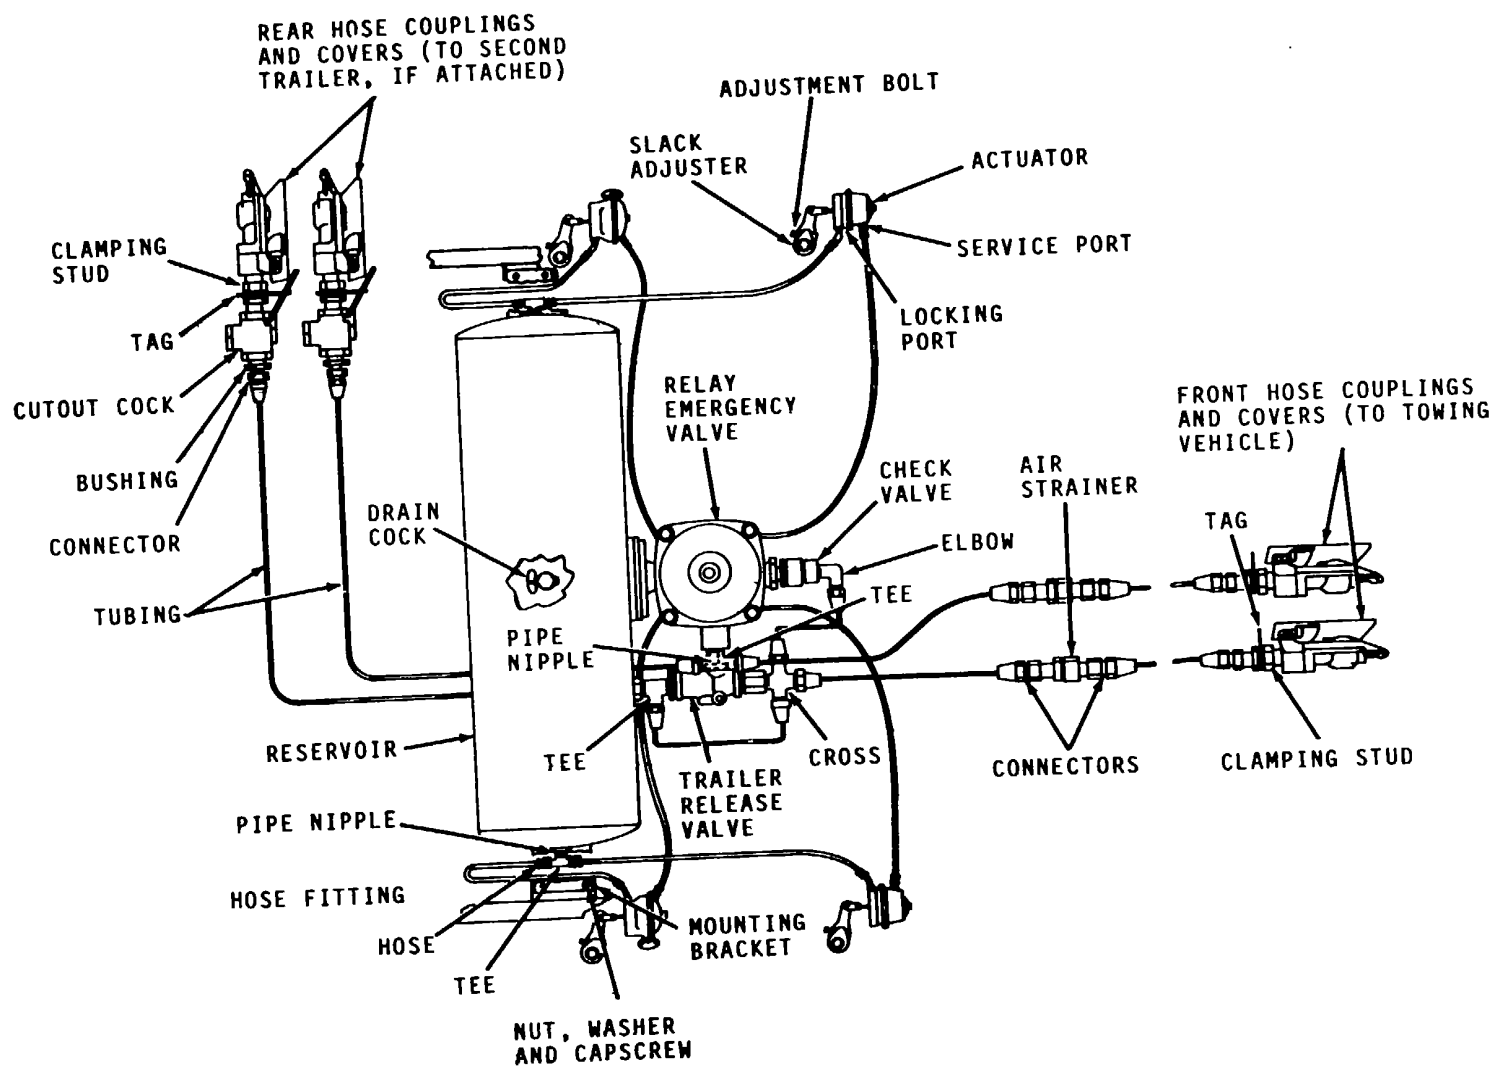 REAR HOSE COUPLINGS
AND COVERS (TO SECOND
TRAILER, IF ATTACHED)
ADJUSTMENT BOLT
SLACK
ADJUSTER
ACTUATOR
SERVICE PORT
CLAMPING
STUD
LOCKING
PORT
TAG
CUTOUT COCK
RELAY
EMERGENCY
VALVE
FRONT HOSE COUPLINGS
AND COVERS (TO TOWING
VEHICLE)
CHECK
VALVE
AIR
STRAINER
BUSHING
DRAIN
COCK
TAG
CONNECTOR
ELBOW
TEE
TUBING
PIPE
NIPPLE
RESERVOIR
TEE
CROSS
CONNECTORS
CLAMPING STUD
TRAILER
RELEASE
VALVE
PIPE NIPPLE
HOSE FITTING
HOSE
MOUNTING
BRACKET
TEE
NUT, WASHER
AND CAPSCREW